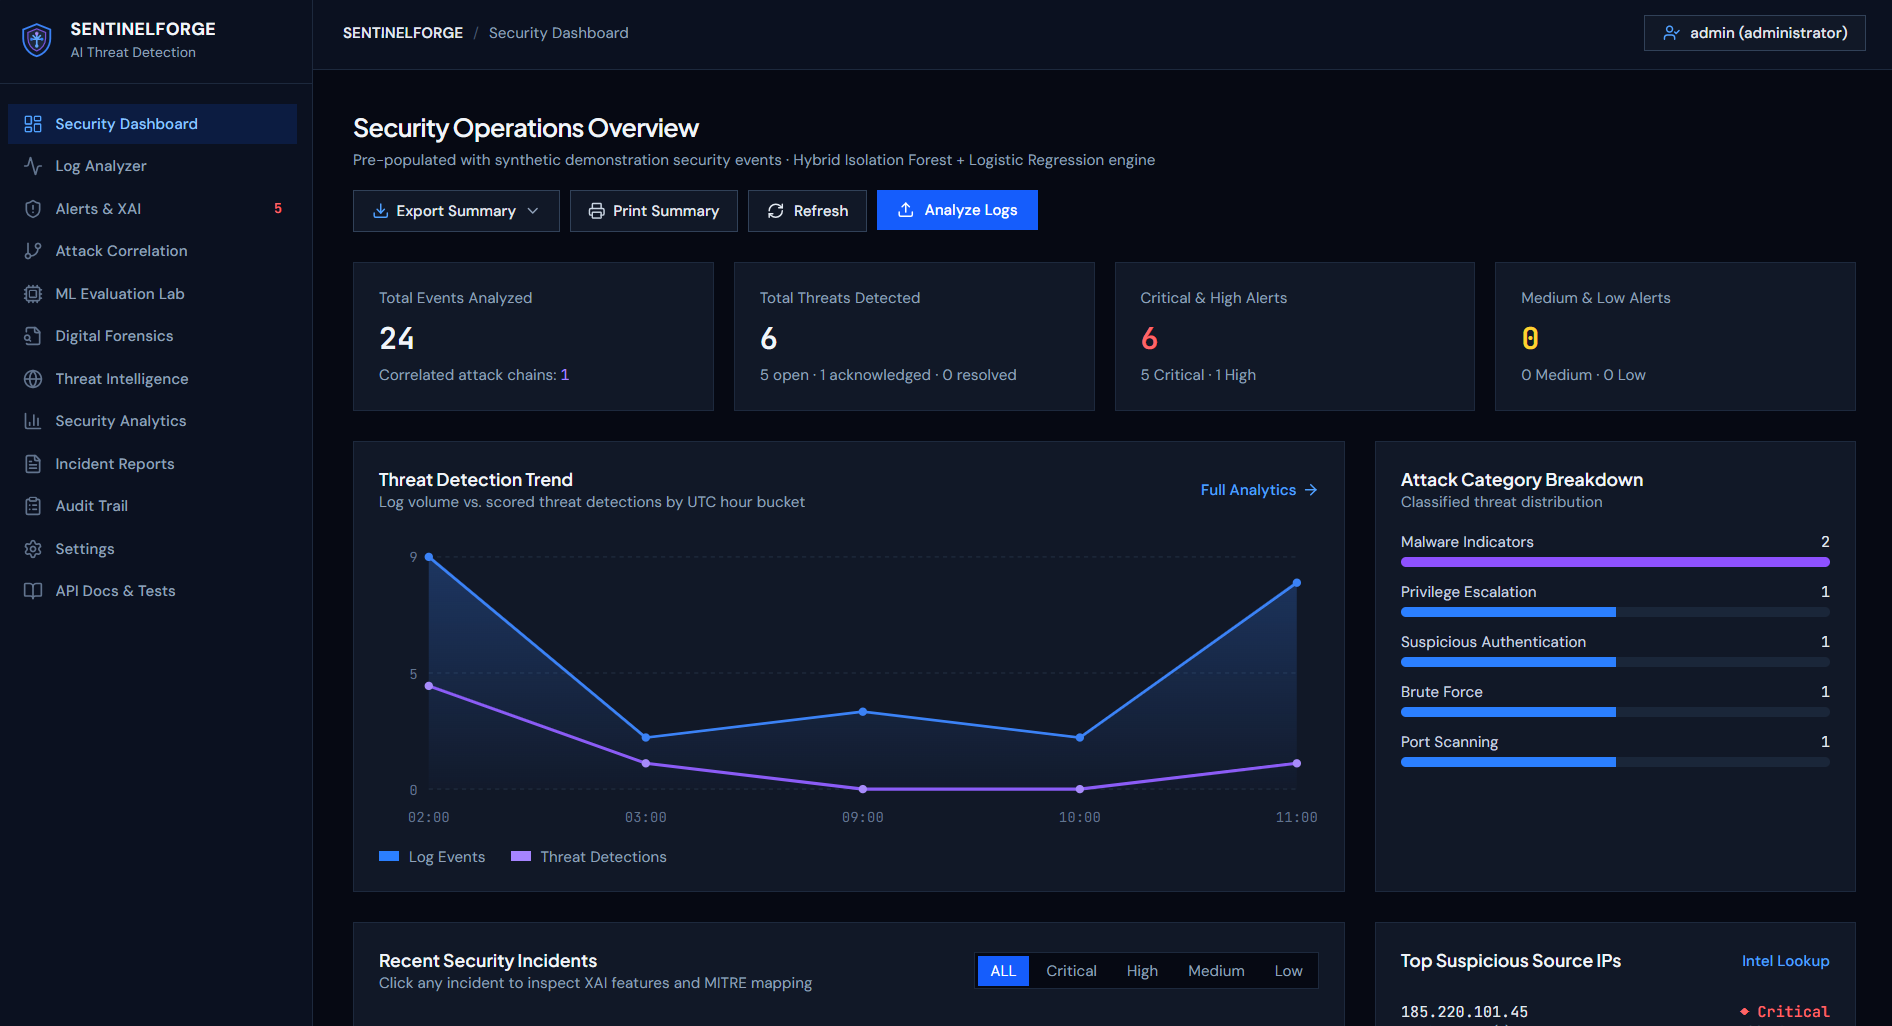 SENTINELFORGE
AI Threat Detection
SENTINELFORGE / Security Dashboard
admin (administrator)
Security Dashboard
Log Analyzer
Alerts & XAI 5
Attack Correlation
ML Evaluation Lab
Digital Forensics
Threat Intelligence
Security Analytics
Incident Reports
Audit Trail
Settings
API Docs & Tests
Security Operations Overview
Pre-populated with synthetic demonstration security events · Hybrid Isolation Forest + Logistic Regression engine
Export Summary
Print Summary
Refresh
Analyze Logs
Total Events Analyzed
24
Correlated attack chains: 1
Total Threats Detected
6
5 open · 1 acknowledged · 0 resolved
Critical & High Alerts
6
5 Critical · 1 High
Medium & Low Alerts
0
0 Medium · 0 Low
Threat Detection Trend
Log volume vs. scored threat detections by UTC hour bucket
Full Analytics
9
5
0
02:00 03:00 09:00 10:00 11:00
Log Events
Threat Detections
Attack Category Breakdown
Classified threat distribution
Malware Indicators 2
Privilege Escalation 1
Suspicious Authentication 1
Brute Force 1
Port Scanning 1
Recent Security Incidents
Click any incident to inspect XAI features and MITRE mapping
ALL Critical High Medium Low
Top Suspicious Source IPs
Intel Lookup
185.220.101.45 Critical